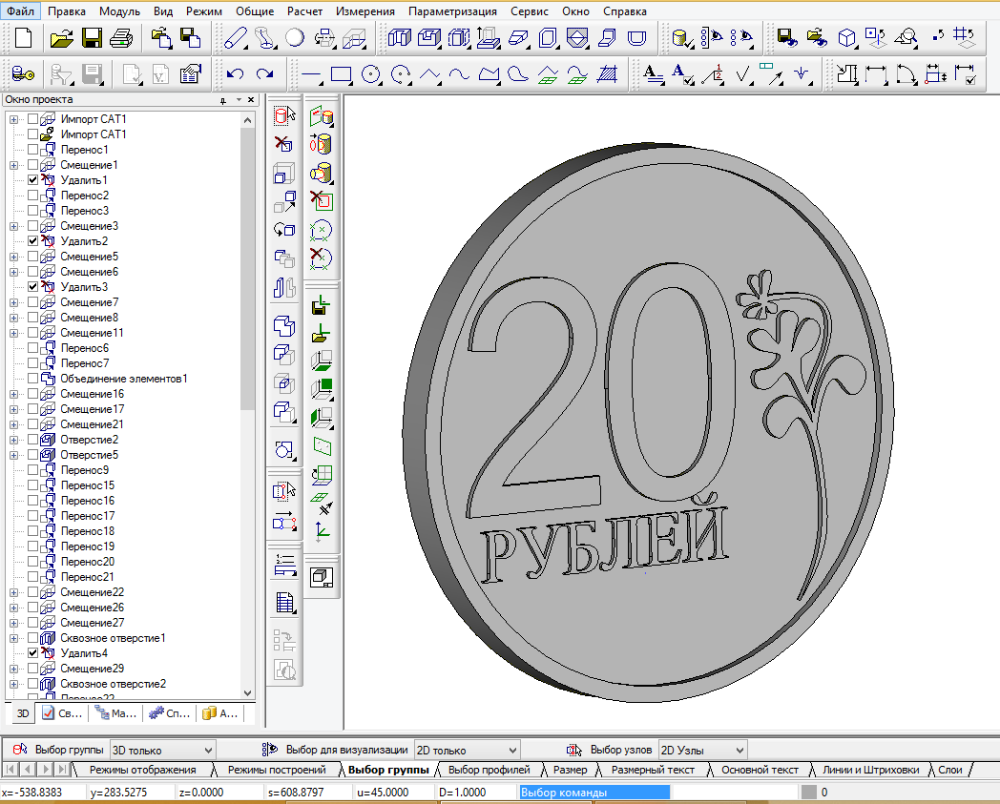 Файл Правка Модуль Вид Режим Общие Расчет Измерения Параметризация Сервис Окно Справка
Окно проекта
Импорт CAT1
Импорт CAT1
Перенос1
Смещение1
Удалить1
Перенос2
Перенос3
Смещение3
Удалить2
Смещение5
Смещение6
Удалить3
Смещение7
Смещение8
Смещение11
Перенос6
Перенос7
Объединение элементов1
Смещение16
Смещение17
Смещение21
Отверстие2
Отверстие5
Перенос9
Перенос15
Перенос16
Перенос17
Перенос18
Перенос19
Перенос20
Перенос21
Смещение22
Смещение26
Смещение27
Сквозное отверстие1
Удалить4
Смещение29
Сквозное отверстие2
Перенос22
20
РУБЛЕЙ
3D Св... Ма... Сп... А...
Выбор группы 3D только Выбор для визуализации 2D только Выбор узлов 2D Узлы
Режимы отображения Режимы построений Выбор группы Выбор профилей Размер Размерный текст Основной текст Линии и Штриховки Слои
x=-538.8383 y=283.5275 z=0.0000 s=608.8797 u=45.0000 D=1.0000 Выбор команды 0